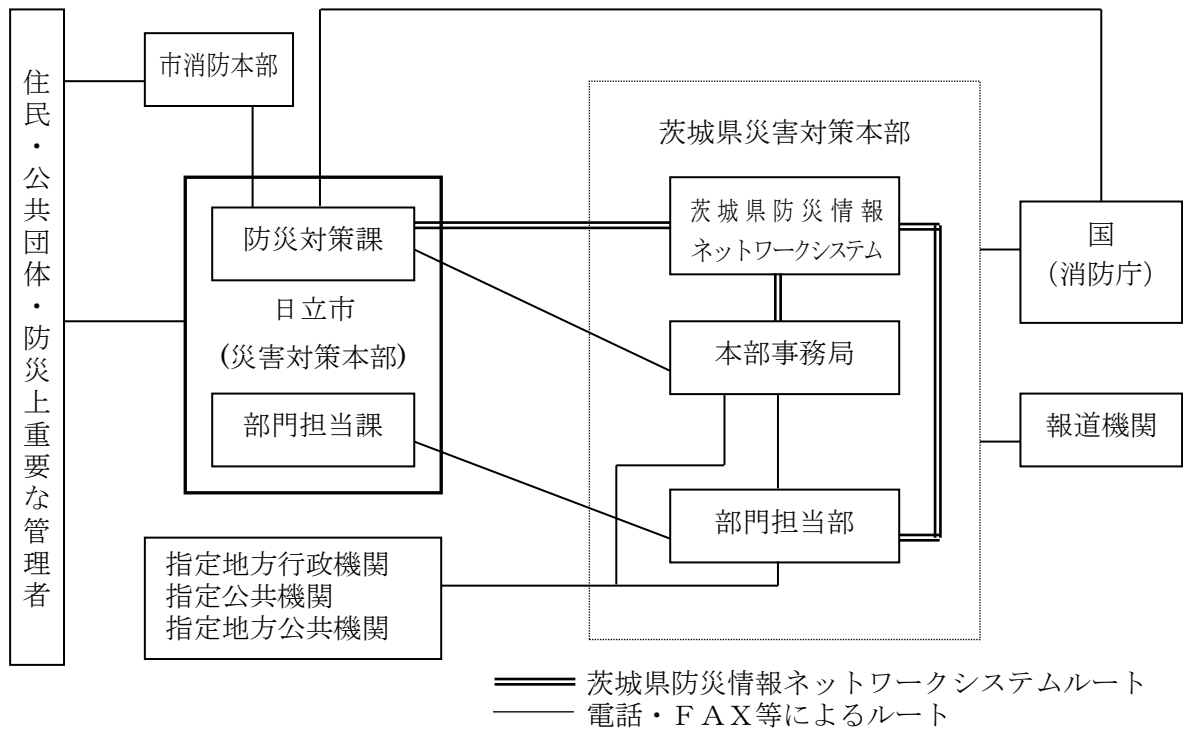 住民・公共団体・防災上重要な管理者
市消防本部
防災対策課
日立市
(災害対策本部)
部門担当課
指定地方行政機関
指定公共機関
指定地方公共機関
茨城県災害対策本部
茨城県防災情報
ネットワークシステム
本部事務局
部門担当部
国
（消防庁）
報道機関
茨城県防災情報ネットワークシステムルート
電話・ＦＡＸ等によるルート